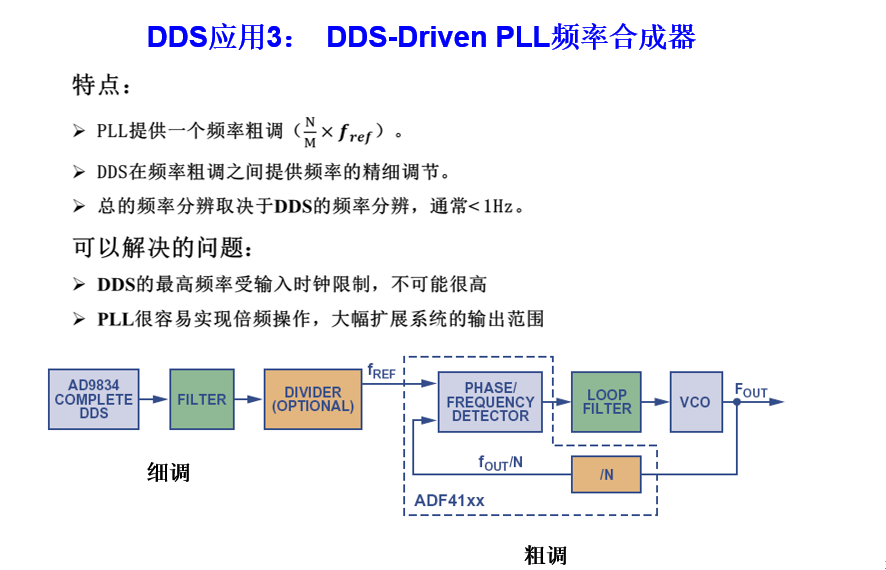 DDS应用3： DDS-Driven PLL频率合成器
特点：
➢ PLL提供一个频率粗调（N/M × f_ref）。
➢ DDS在频率粗调之间提供频率的精细调节。
➢ 总的频率分辨取决于DDS的频率分辨，通常<1Hz。
可以解决的问题：
➢ DDS的最高频率受输入时钟限制，不可能很高
➢ PLL很容易实现倍频操作，大幅扩展系统的输出范围
AD9834
COMPLETE
DDS
FILTER
DIVIDER
(OPTIONAL)
fREF
PHASE/
FREQUENCY
DETECTOR
LOOP
FILTER
VCO
FOUT
fOUT/N
/N
ADF41xx
细调
粗调